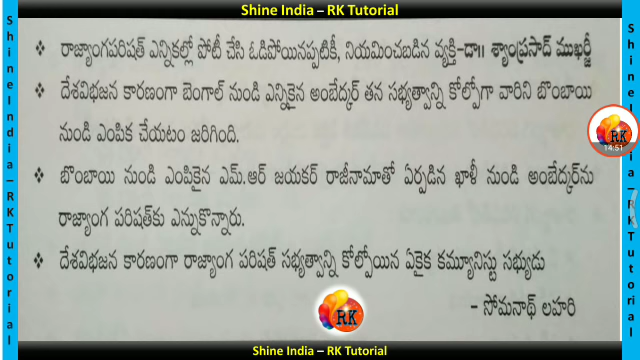 Shine India – RK Tutorial
❖ రాజ్యాంగపరిషత్ ఎన్నికల్లో పోటీ చేసి ఓడిపోయినప్పటికీ, నియమించబడిన వ్యక్తి-డా॥ శ్యాంప్రసాద్ ముఖర్జీ
❖ దేశవిభజన కారణంగా బెంగాల్ నుండి ఎన్నికైన అంబేద్కర్ తన సభ్యత్వాన్ని కోల్పోగా వారిని బొంబాయి
నుండి ఎంపిక చేయటం జరిగింది.
❖ బొంబాయి నుండి ఎంపికైన ఎమ్.ఆర్ జయకర్ రాజీనామాతో ఏర్పడిన ఖాళీ నుండి అంబేద్కర్‌ను
రాజ్యాంగ పరిషత్‌కు ఎన్నుకొన్నారు.
❖ దేశవిభజన కారణంగా రాజ్యాంగ పరిషత్ సభ్యత్వాన్ని కోల్పోయిన ఏకైక కమ్యూనిస్టు సభ్యుడు
- సోమనాథ్ లహరి
RK
Shine India – RK Tutorial
Shine India – RK Tutorial
Shine India – RK Tutorial
RK
14:51